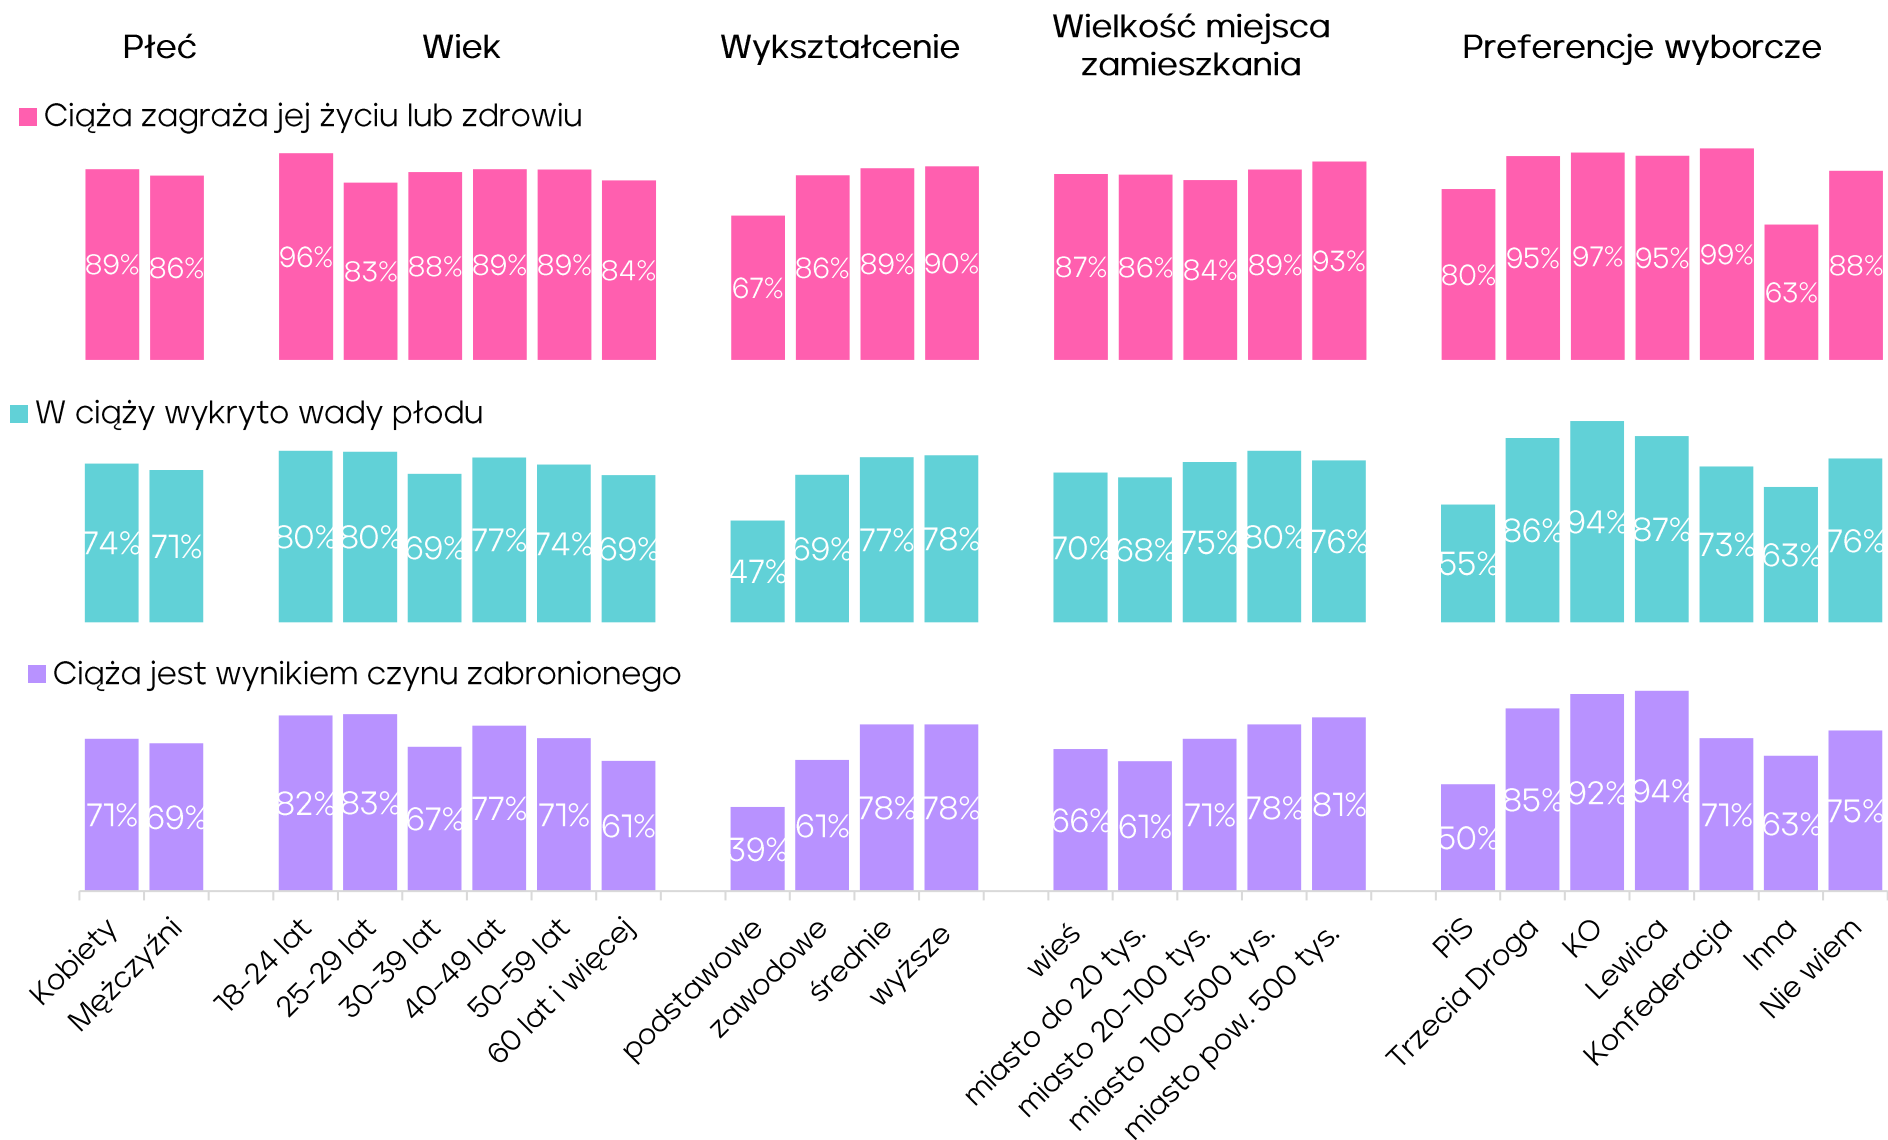 Płeć
Wiek
Wykształcenie
Wielkość miejsca
zamieszkania
Preferencje wyborcze
Ciąża zagraża jej życiu lub zdrowiu
89% 86% 96% 83% 88% 89% 89% 84% 67% 86% 89% 90% 87% 86% 84% 89% 93% 80% 95% 97% 95% 99% 63% 88%
W ciąży wykryto wady płodu
74% 71% 80% 80% 69% 77% 74% 69% 47% 69% 77% 78% 70% 68% 75% 80% 76% 55% 86% 94% 87% 73% 63% 76%
Ciąża jest wynikiem czynu zabronionego
71% 69% 82% 83% 67% 77% 71% 61% 39% 61% 78% 78% 66% 61% 71% 78% 81% 50% 85% 92% 94% 71% 63% 75%
Kobiety
Mężczyźni
18-24 lat
25-29 lat
30-39 lat
40-49 lat
50-59 lat
60 lat i więcej
podstawowe
zawodowe
średnie
wyższe
wieś
miasto do 20 tys.
miasto 20-100 tys.
miasto 100-500 tys.
miasto pow. 500 tys.
PiS
Trzecia Droga
KO
Lewica
Konfederacja
Inna
Nie wiem